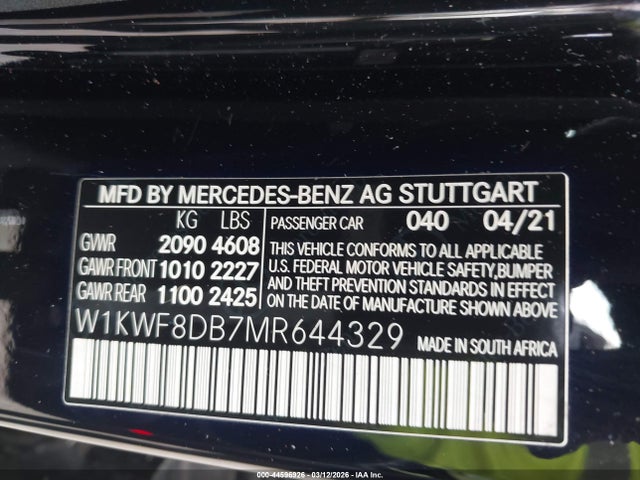 MFD BY MERCEDES-BENZ AG STUTTGART
KG LBS
GVWR 2090 4608
GAWR FRONT 1010 2227
GAWR REAR 1100 2425
PASSENGER CAR 040 04/21
THIS VEHICLE CONFORMS TO ALL APPLICABLE
U.S. FEDERAL MOTOR VEHICLE SAFETY,BUMPER
AND THEFT PREVENTION STANDARDS IN EFFECT
ON THE DATE OF MANUFACTURE SHOWN ABOVE.
W1KWF8DB7MR644329
MADE IN SOUTH AFRICA
000-44596926 - 03/12/2026 - IAA Inc.